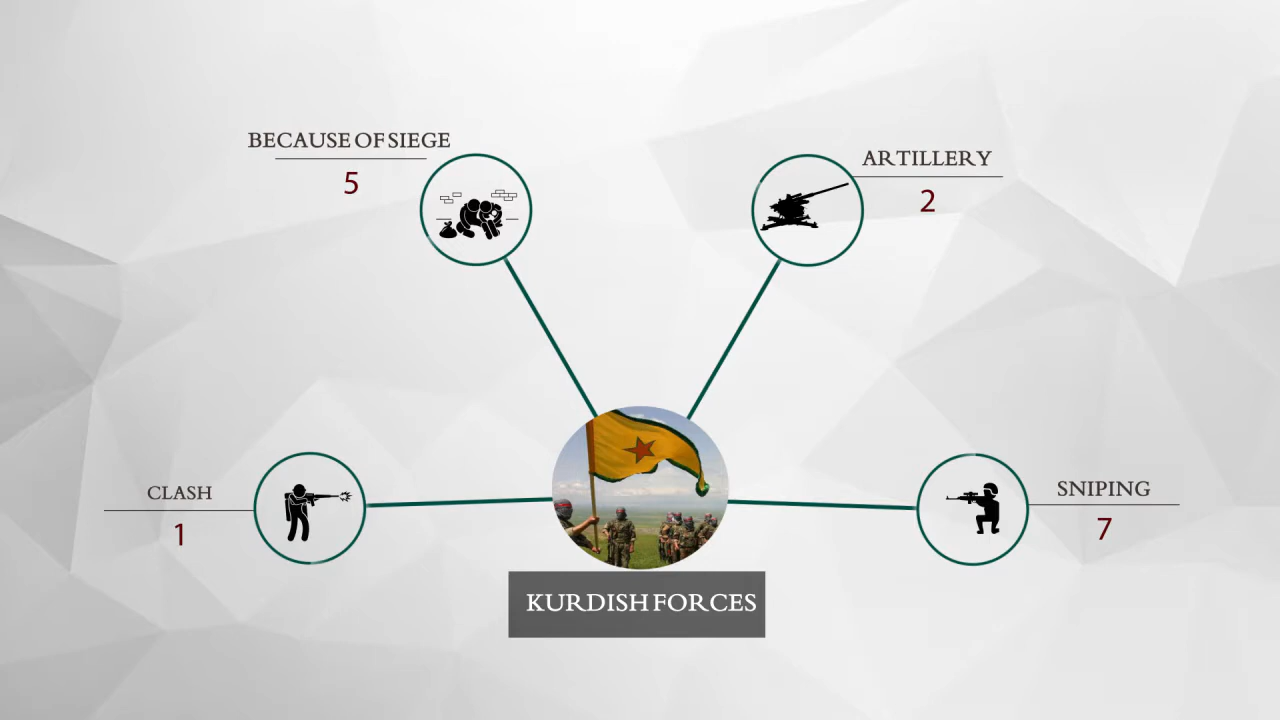 BECAUSE OF SIEGE
5
ARTILLERY
2
CLASH
1
SNIPING
7
KURDISH FORCES